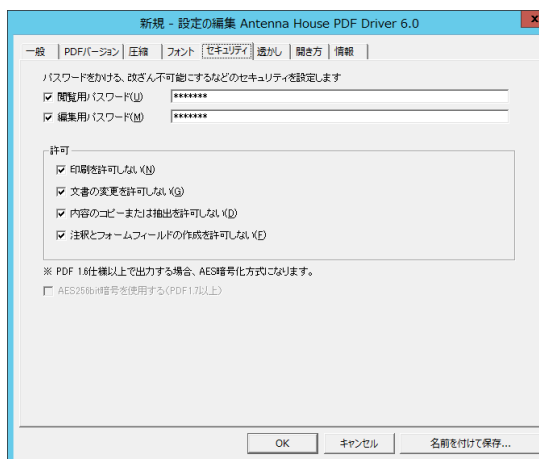 新規 - 設定の編集 Antenna House PDF Driver 6.0
x
一般 PDFバージョン 圧縮 フォント セキュリティ 透かし 開き方 情報
パスワードをかける、改ざん不可能にするなどのセキュリティを設定します
閲覧用パスワード(U) *******
編集用パスワード(M) *******
許可
印刷を許可しない(N)
文書の変更を許可しない(G)
内容のコピーまたは抽出を許可しない(D)
注釈とフォームフィールドの作成を許可しない(F)
※ PDF 1.6仕様以上で出力する場合、AES暗号化方式になります。
AES256bit暗号を使用する(PDF1.7以上)
OK キャンセル 名前を付けて保存...